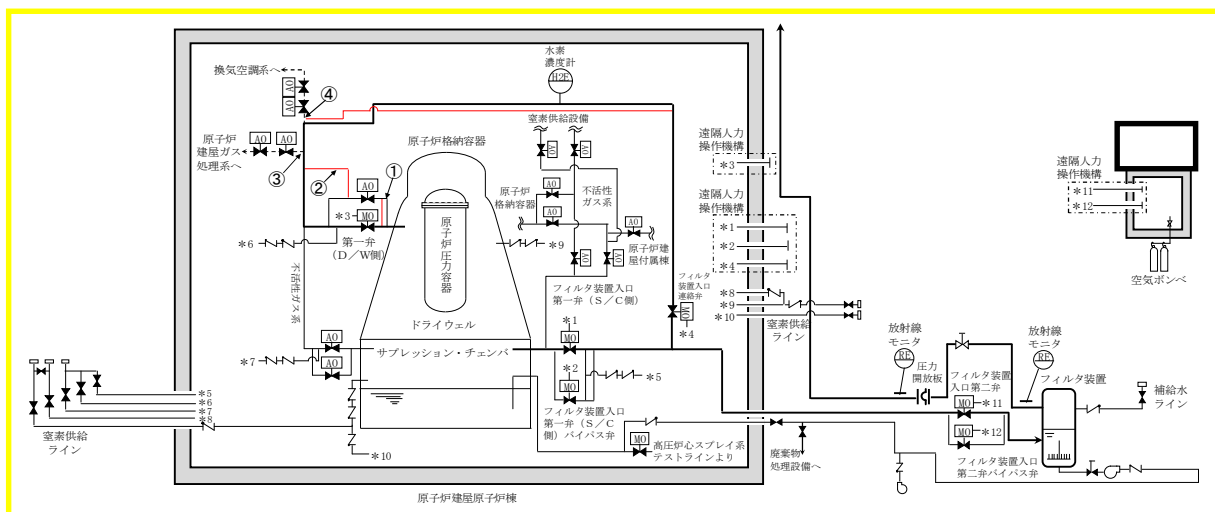 水素
濃度計
H2E
換気空調系へ
AO
AO
④
原子炉
建屋ガス
処理系へ
AO
AO
③
②
①
AO
*3
MO
第一弁
(D/W側)
*6
不活性ガス系
原子炉格納容器
原子炉圧力容器
ドライウェル
サプレッション・チェンバ
窒素供給設備
AO
AO
原子炉
格納容器
AO
AO
不活性
ガス系
AO
原子炉建
屋付属棟
AO
AO
*9
フィルタ装置入口
第一弁(S/C側)
*1
MO
*2
MO
*5
フィルタ装置入口
第一弁(S/C
側)バイパス弁
フィルタ
装置入口
連絡弁
MO
*4
AO
AO
*7
*10
MO
高圧炉心スプレイ系
テストラインより
遠隔人力
操作機構
*3
遠隔人力
操作機構
*1
*2
*4
*8
*9
*10
窒素供給
ライン
遠隔人力
操作機構
*11
*12
空気ボンベ
放射線
モニタ
RE
圧力
開放板
放射線
モニタ
RE
フィルタ装置
フィルタ装置
入口第二弁
MO
*11
MO
*12
フィルタ装置入口
第二弁バイパス弁
補給水
ライン
廃棄物
処理設備へ
*5
*6
*7
*8
窒素供給
ライン
原子炉建屋原子炉棟